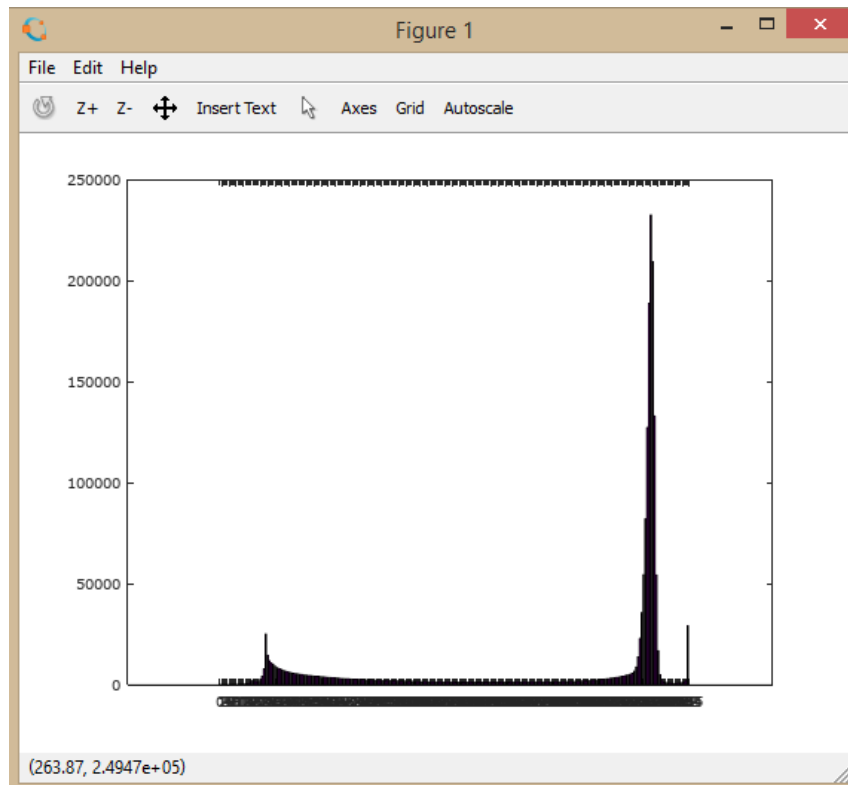 Figure 1
File Edit Help
Z+ Z- Insert Text Axes Grid Autoscale
250000
200000
150000
100000
50000
0
(263.87, 2.4947e+05)